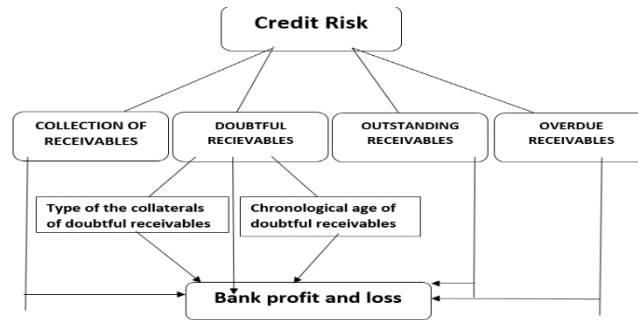 Credit Risk
COLLECTION OF
RECEIVABLES
DOUBTFUL
RECIEVABLES
OUTSTANDING
RECEIVABLES
OVERDUE
RECEIVABLES
Type of the collaterals
of doubtful receivables
Chronological age of
doubtful receivables
Bank profit and loss